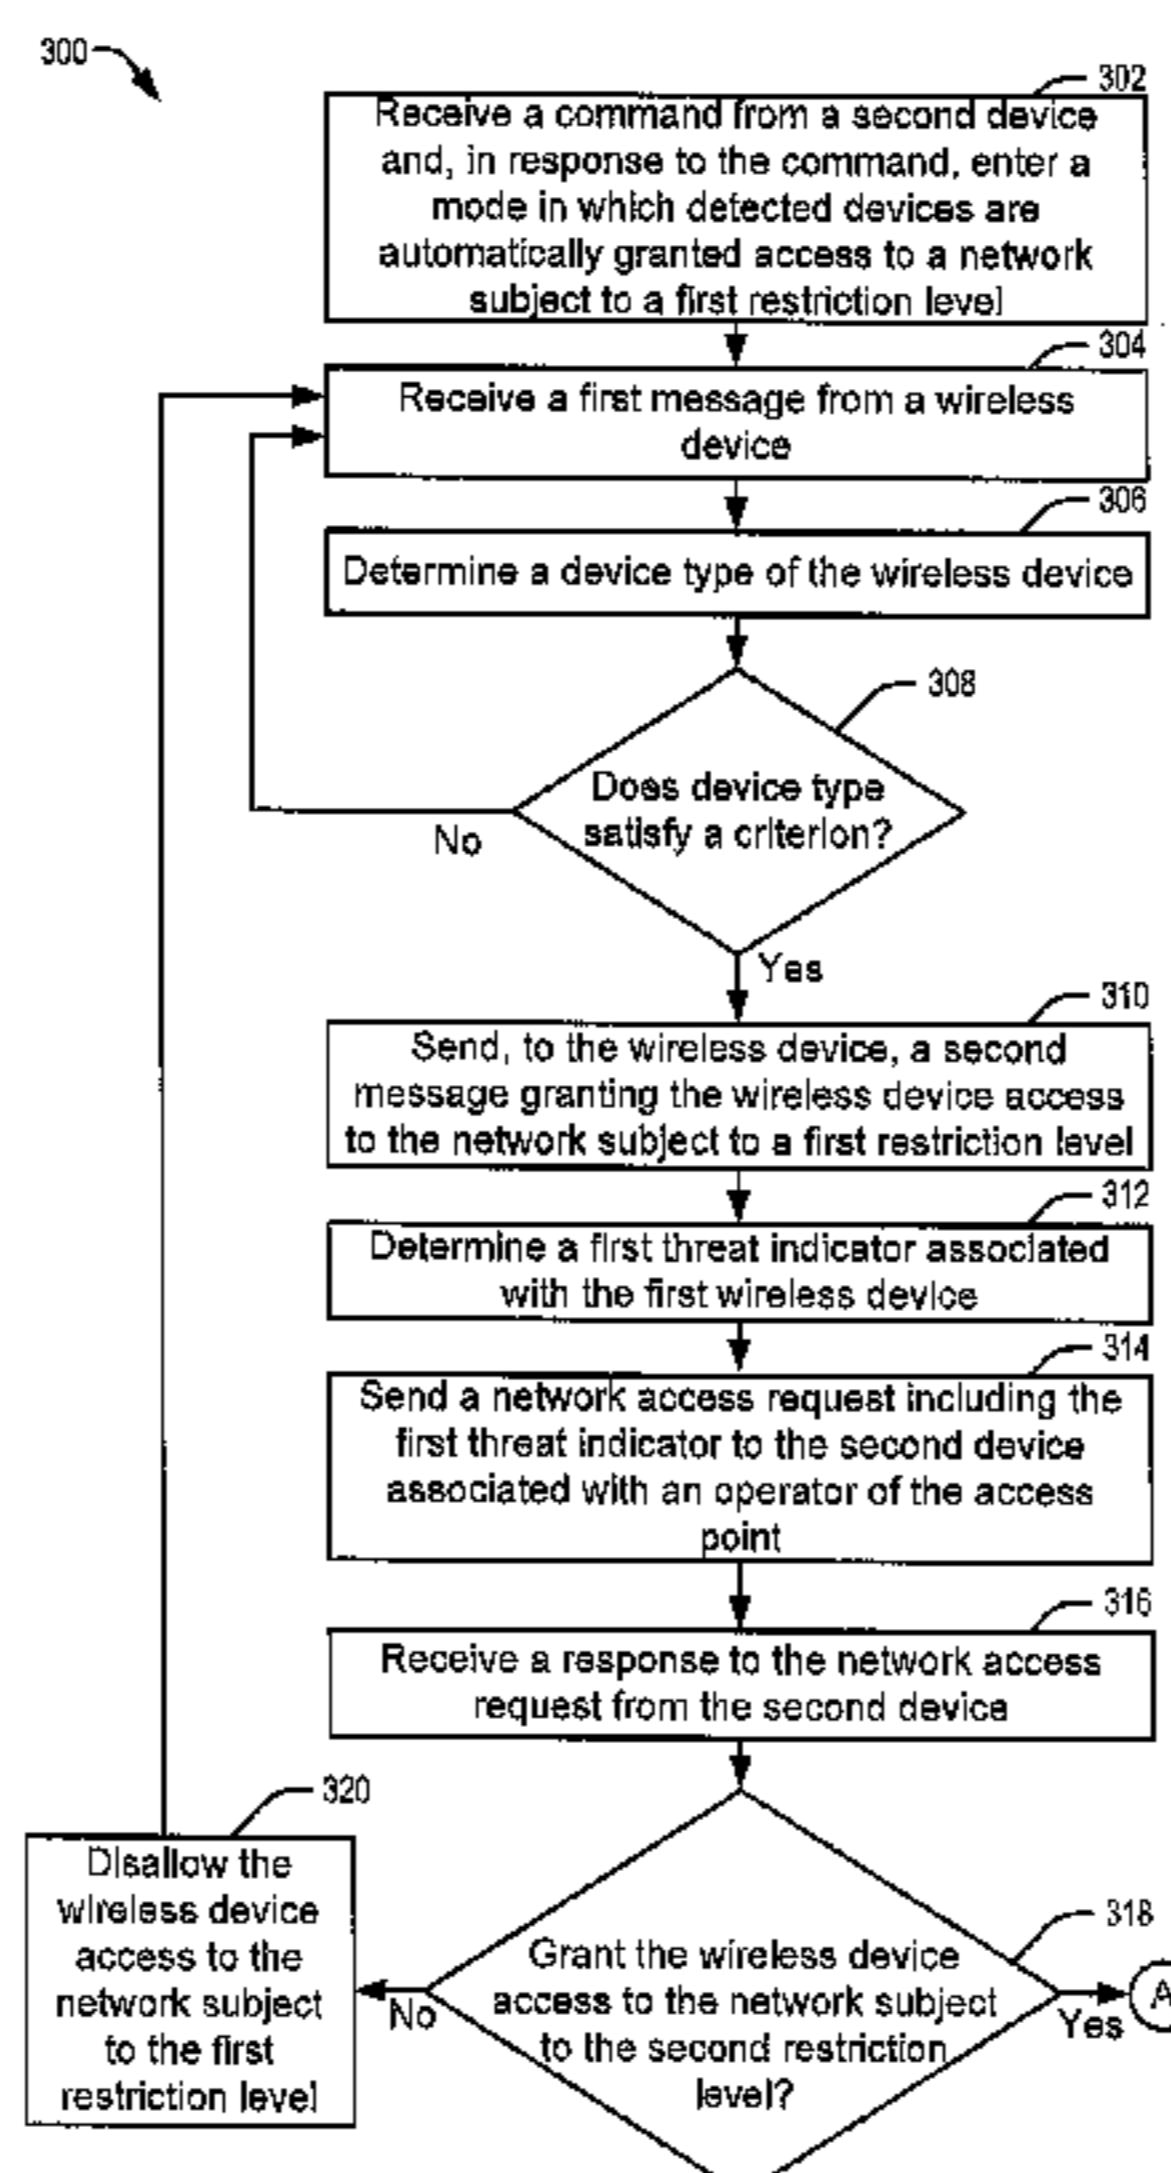 300
302
Receive a command from a second device
and, in response to the command, enter a
mode in which detected devices are
automatically granted access to a network
subject to a first restriction level
304
Receive a first message from a wireless
device
306
Determine a device type of the wireless device
308
Does device type
satisfy a criterion?
No
Yes
310
Send, to the wireless device, a second
message granting the wireless device access
to the network subject to a first restriction level
312
Determine a first threat indicator associated
with the first wireless device
314
Send a network access request including the
first threat indicator to the second device
associated with an operator of the access
point
316
Receive a response to the network access
request from the second device
320
Disallow the
wireless device
access to the
network subject
to the first
restriction level
318
Grant the wireless device
access to the network subject
to the second restriction
level?
No
Yes
A